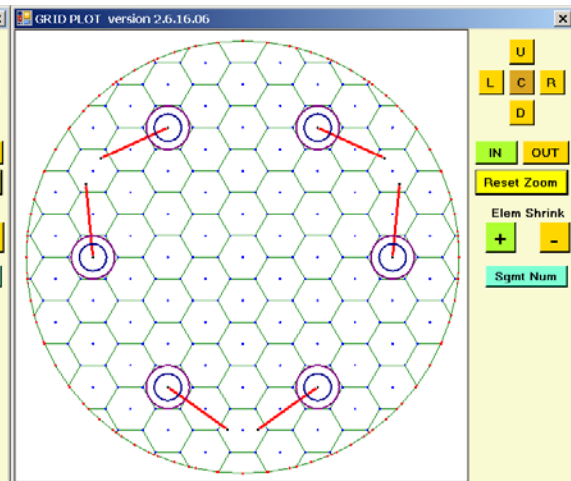 GRID PLOT version 2.6.16.06
U
L C R
D
IN OUT
Reset Zoom
Elem Shrink
+ -
Sgmt Num